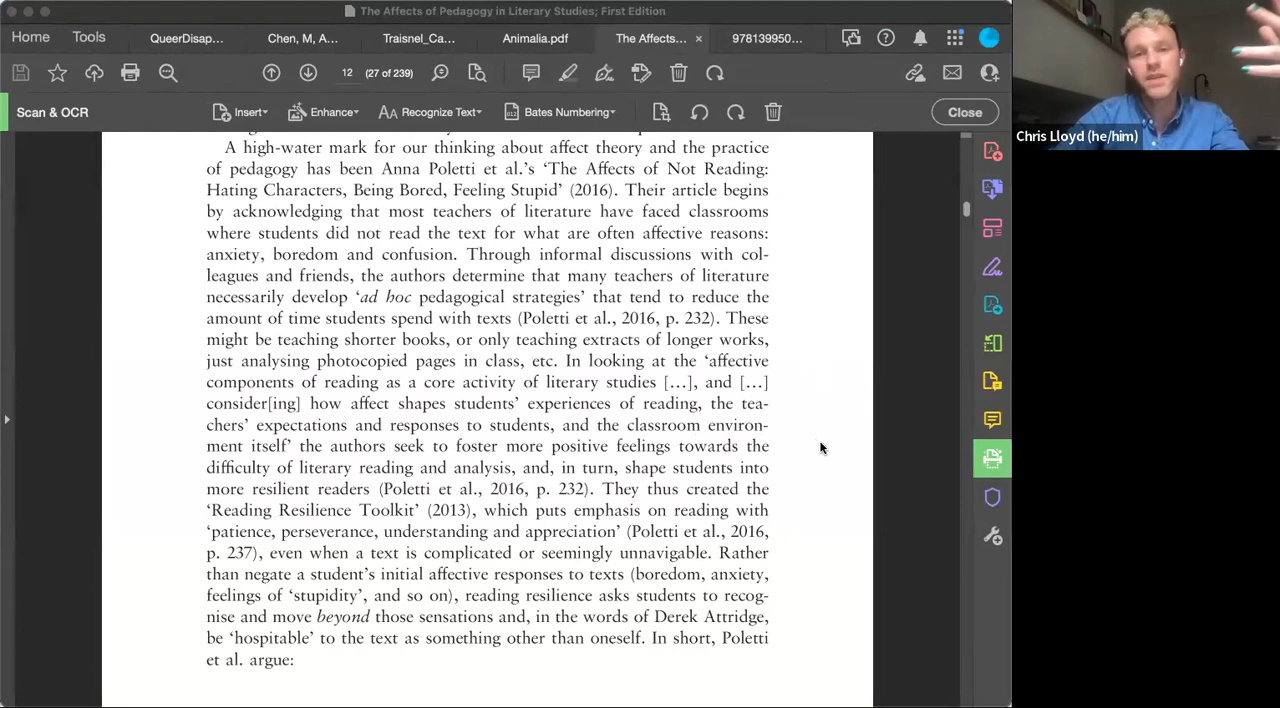 The Affects of Pedagogy in Literary Studies; First Edition
Home Tools QueerDisap... Chen, M, A... Traisnel_Ca... Animalia.pdf The Affects... × 978139950...
12 (27 of 239)
Scan & OCR Insert Enhance Recognize Text Bates Numbering Close
Chris Lloyd (he/him)
A high-water mark for our thinking about affect theory and the practice
of pedagogy has been Anna Poletti et al.’s ‘The Affects of Not Reading:
Hating Characters, Being Bored, Feeling Stupid’ (2016). Their article begins
by acknowledging that most teachers of literature have faced classrooms
where students did not read the text for what are often affective reasons:
anxiety, boredom and confusion. Through informal discussions with col-
leagues and friends, the authors determine that many teachers of literature
necessarily develop ‘ad hoc pedagogical strategies’ that tend to reduce the
amount of time students spend with texts (Poletti et al., 2016, p. 232). These
might be teaching shorter books, or only teaching extracts of longer works,
just analysing photocopied pages in class, etc. In looking at the ‘affective
components of reading as a core activity of literary studies […], and […]
consider[ing] how affect shapes students’ experiences of reading, the tea-
chers’ expectations and responses to students, and the classroom environ-
ment itself’ the authors seek to foster more positive feelings towards the
difficulty of literary reading and analysis, and, in turn, shape students into
more resilient readers (Poletti et al., 2016, p. 232). They thus created the
‘Reading Resilience Toolkit’ (2013), which puts emphasis on reading with
‘patience, perseverance, understanding and appreciation’ (Poletti et al., 2016,
p. 237), even when a text is complicated or seemingly unnavigable. Rather
than negate a student’s initial affective responses to texts (boredom, anxiety,
feelings of ‘stupidity’, and so on), reading resilience asks students to recog-
nise and move beyond those sensations and, in the words of Derek Attridge,
be ‘hospitable’ to the text as something other than oneself. In short, Poletti
et al. argue: